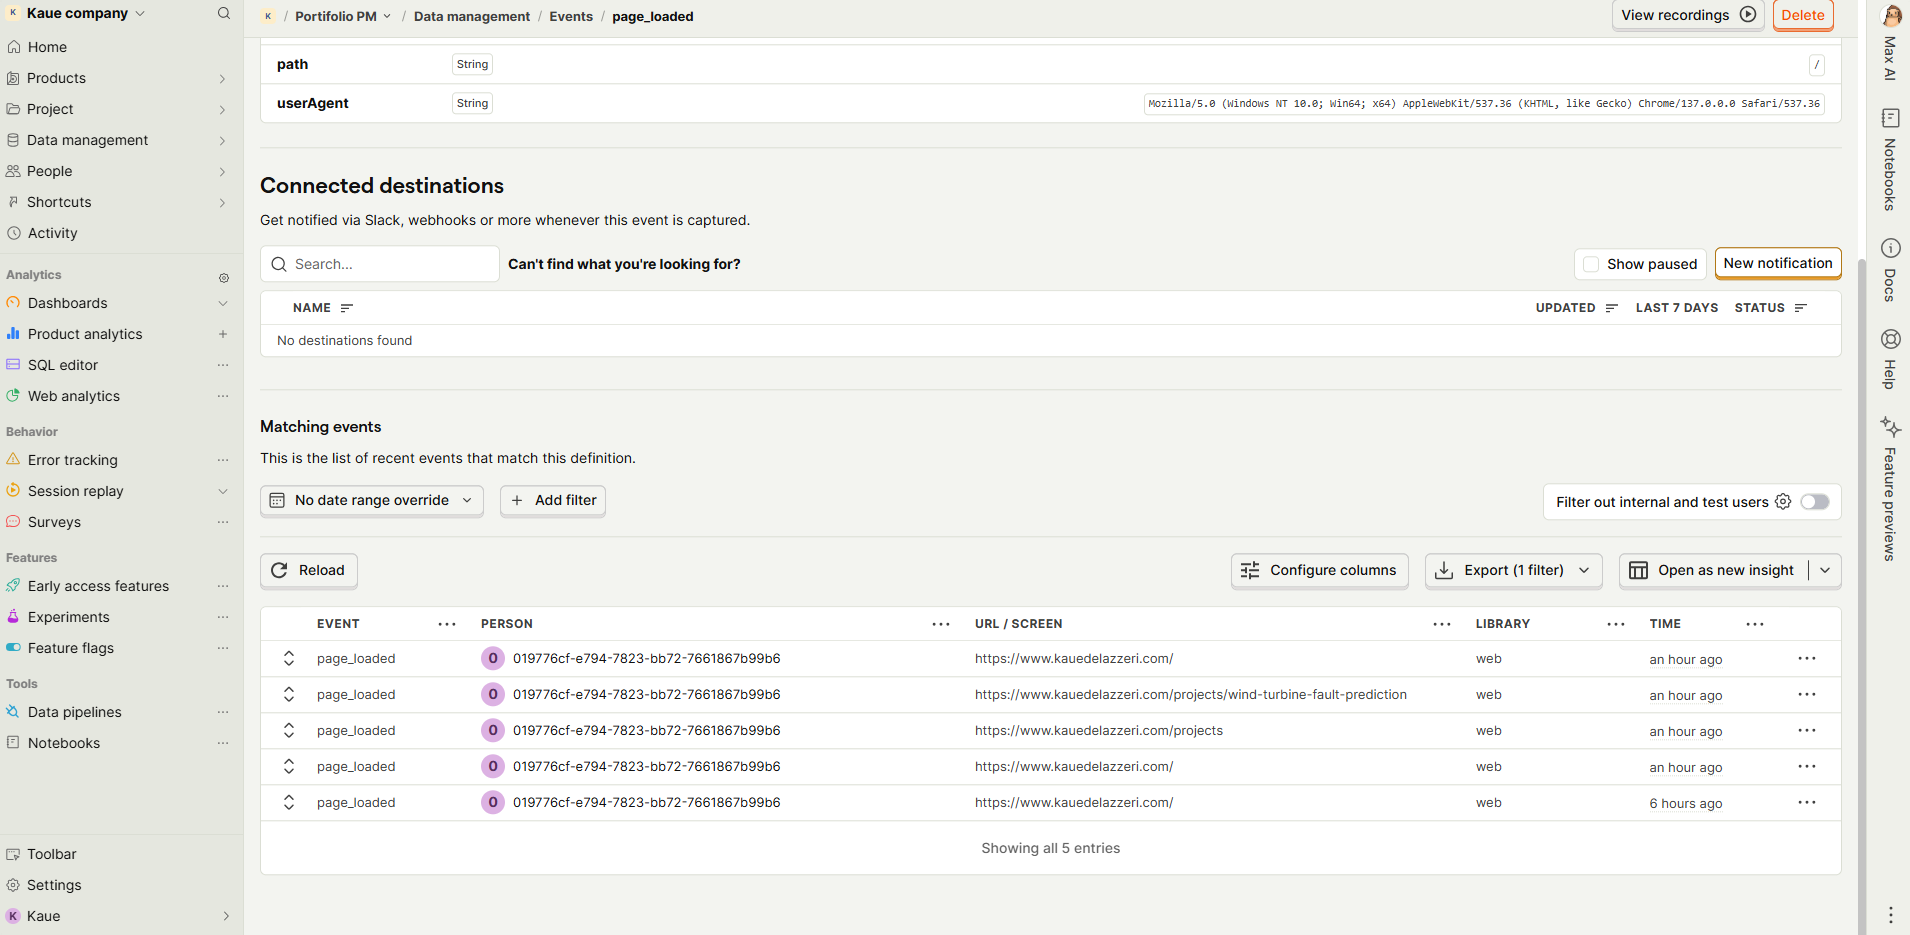 K Kaue company
K / Portifolio PM / Data management / Events / page_loaded
View recordings
Delete
Home
Products
Project
Data management
People
Shortcuts
Activity
Analytics
Dashboards
Product analytics
SQL editor
Web analytics
Behavior
Error tracking
Session replay
Surveys
Features
Early access features
Experiments
Feature flags
Tools
Data pipelines
Notebooks
Toolbar
Settings
K Kaue
path String /
userAgent String Mozilla/5.0 (Windows NT 10.0; Win64; x64) AppleWebKit/537.36 (KHTML, like Gecko) Chrome/137.0.0.0 Safari/537.36
Connected destinations
Get notified via Slack, webhooks or more whenever this event is captured.
Search... Can't find what you're looking for? Show paused New notification
NAME UPDATED LAST 7 DAYS STATUS
No destinations found
Matching events
This is the list of recent events that match this definition.
No date range override + Add filter Filter out internal and test users
Reload Configure columns Export (1 filter) Open as new insight
EVENT PERSON URL / SCREEN LIBRARY TIME
page_loaded 0 019776cf-e794-7823-bb72-7661867b99b6 https://www.kauedelazzeri.com/ web an hour ago
page_loaded 0 019776cf-e794-7823-bb72-7661867b99b6 https://www.kauedelazzeri.com/projects/wind-turbine-fault-prediction web an hour ago
page_loaded 0 019776cf-e794-7823-bb72-7661867b99b6 https://www.kauedelazzeri.com/projects web an hour ago
page_loaded 0 019776cf-e794-7823-bb72-7661867b99b6 https://www.kauedelazzeri.com/ web an hour ago
page_loaded 0 019776cf-e794-7823-bb72-7661867b99b6 https://www.kauedelazzeri.com/ web 6 hours ago
Showing all 5 entries
Max AI
Notebooks
Docs
Help
Feature previews